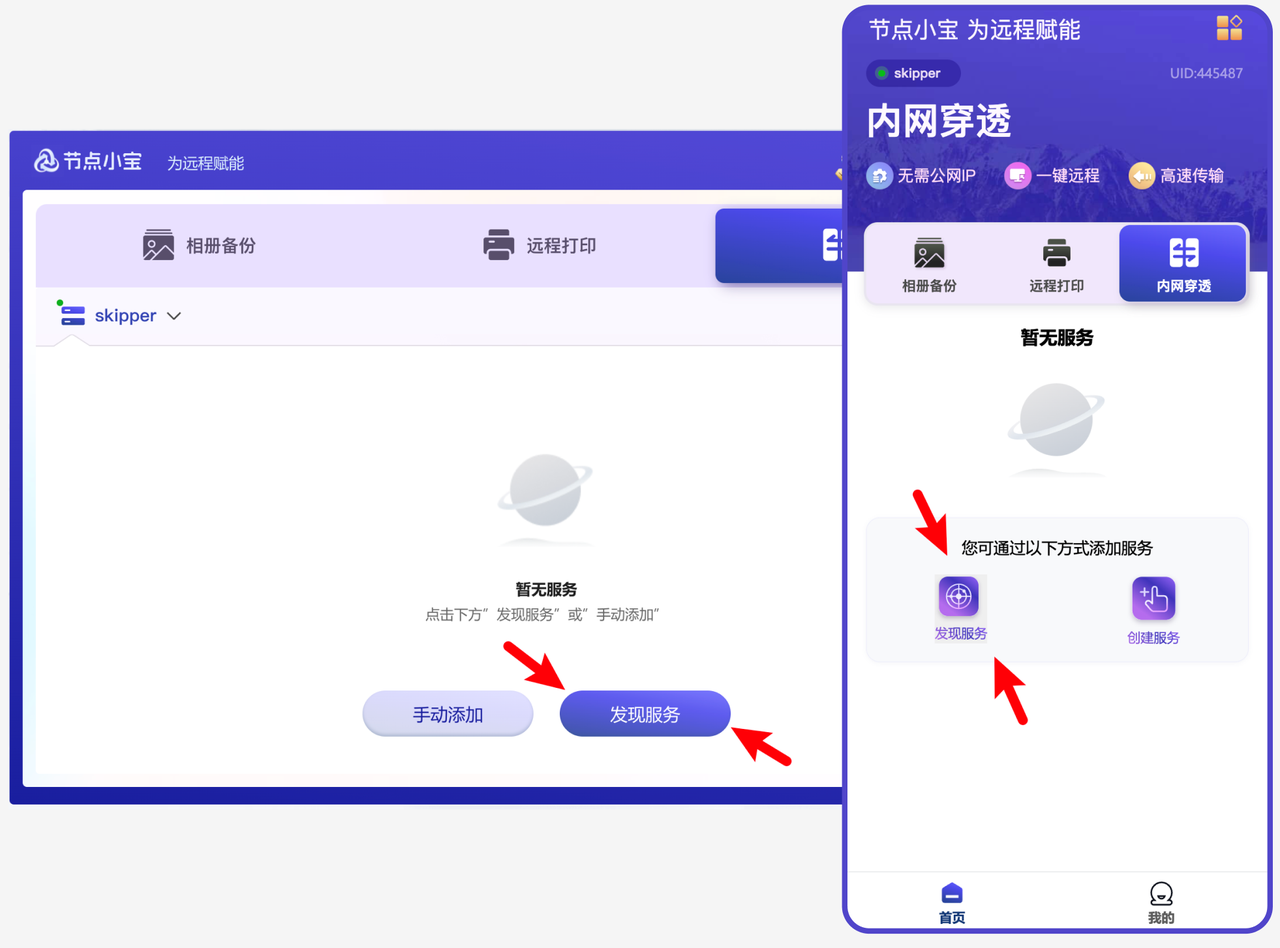 节点小宝 为远程赋能
相册备份 远程打印
skipper
暂无服务
点击下方”发现服务”或”手动添加”
手动添加 发现服务
节点小宝 为远程赋能
skipper UID:445487
内网穿透
无需公网IP 一键远程 高速传输
相册备份 远程打印 内网穿透
暂无服务
您可通过以下方式添加服务
发现服务 创建服务
首页 我的